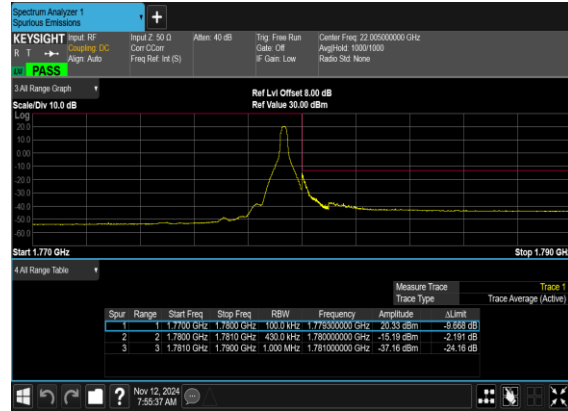 Spectrum Analyzer 1
Spurious Emissions
KEYSIGHT Input: RF Input Z: 50 Ω Atten: 40 dB Trig: Free Run Center Freq: 22.005000000 GHz
R T Coupling: DC Corr CCorr Gate: Off Avg|Hold: 1000/1000
Align: Auto Freq Ref: Int (S) IF Gain: Low Radio Std: None
PASS
3 All Range Graph
Ref Lvl Offset 8.00 dB
Scale/Div 10.0 dB Ref Value 30.00 dBm
Log
20.0
10.0
0.00
-10.0
-20.0
-30.0
-40.0
-50.0
-60.0
Start 1.770 GHz Stop 1.790 GHz
4 All Range Table
Measure Trace Trace 1
Trace Type Trace Average (Active)
Spur Range Start Freq Stop Freq RBW Frequency Amplitude ΔLimit
1 1 1.7700 GHz 1.7800 GHz 100.0 kHz 1.779300000 GHz 20.33 dBm -9.668 dB
2 2 1.7800 GHz 1.7810 GHz 430.0 kHz 1.780000000 GHz -15.19 dBm -2.191 dB
3 3 1.7810 GHz 1.7900 GHz 1.000 MHz 1.781000000 GHz -37.16 dBm -24.16 dB
Nov 12, 2024
7:55:37 AM